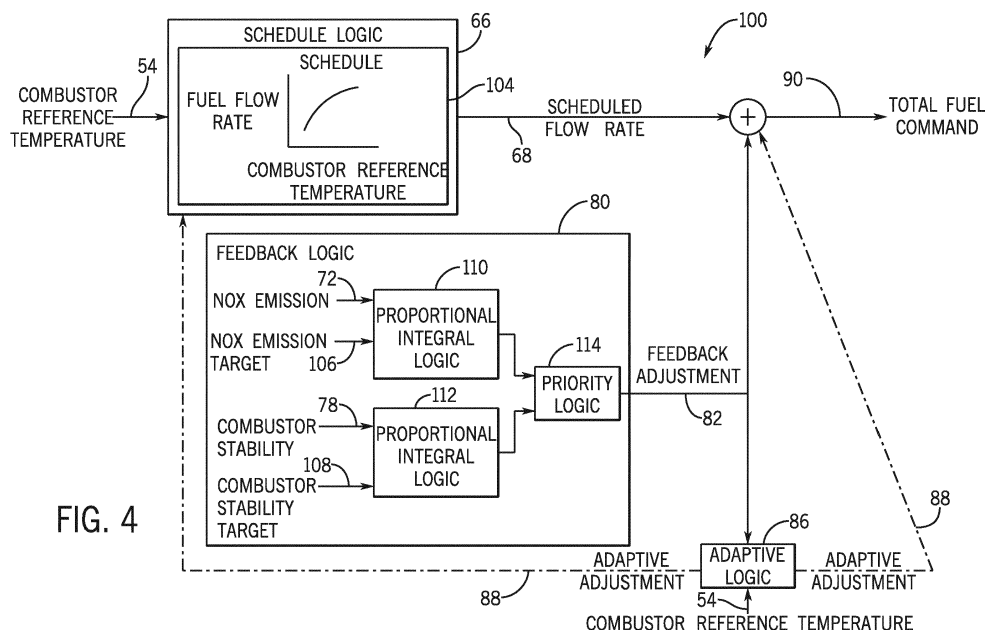 SCHEDULE LOGIC
66
100
SCHEDULE
54
104
90
COMBUSTOR
REFERENCE
TEMPERATURE
FUEL FLOW
RATE
SCHEDULED
FLOW RATE
+
TOTAL FUEL
COMMAND
68
COMBUSTOR REFERENCE
TEMPERATURE
80
FEEDBACK LOGIC
72
110
NOX EMISSION
PROPORTIONAL
INTEGRAL
LOGIC
NOX EMISSION
TARGET
106
114
PRIORITY
LOGIC
FEEDBACK
ADJUSTMENT
82
78
112
COMBUSTOR
STABILITY
PROPORTIONAL
INTEGRAL
LOGIC
108
COMBUSTOR
STABILITY
TARGET
FIG. 4
88
86
ADAPTIVE
ADJUSTMENT
ADAPTIVE
LOGIC
ADAPTIVE
ADJUSTMENT
88
54
COMBUSTOR REFERENCE TEMPERATURE